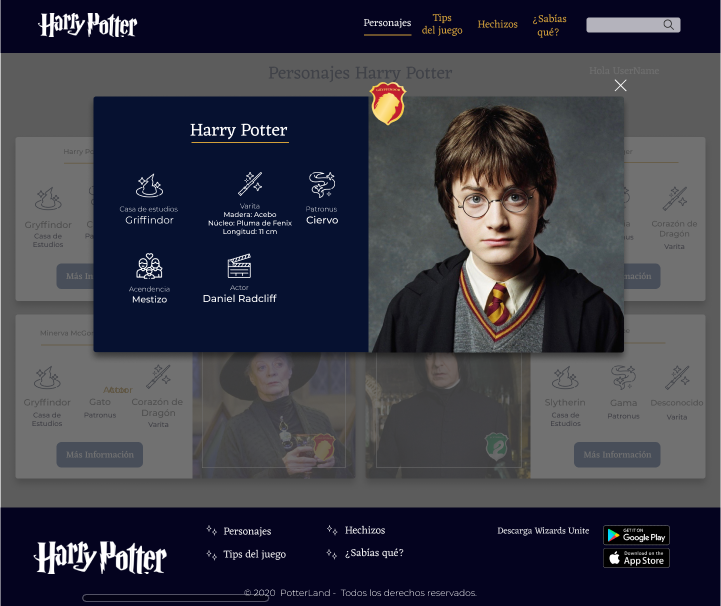 Harry Potter
Personajes
Tips
del juego
Hechizos
¿Sabías
qué?
Personajes Harry Potter
Hola UserName
GRYFFINDOR
Harry Potter
Casa de estudios
Griffindor
Varita
Madera: Acebo
Núcleo: Pluma de Fenix
Longitud: 11 cm
Patronus
Ciervo
Acendencia
Mestizo
Actor
Daniel Radcliff
Gryffindor
Casa de
Estudios
Corazón de
Dragón
Varita
Gryffindor
Casa de
Estudios
Gato
Patronus
Corazón de
Dragón
Varita
Más Información
Slytherin
Casa de
Estudios
Gama
Patronus
Desconocido
Varita
Más Información
Harry Potter
Personajes
Tips del juego
Hechizos
¿Sabías qué?
Descarga Wizards Unite
GET IT ON
Google Play
Download on the
App Store
© 2020 PotterLand - Todos los derechos reservados.